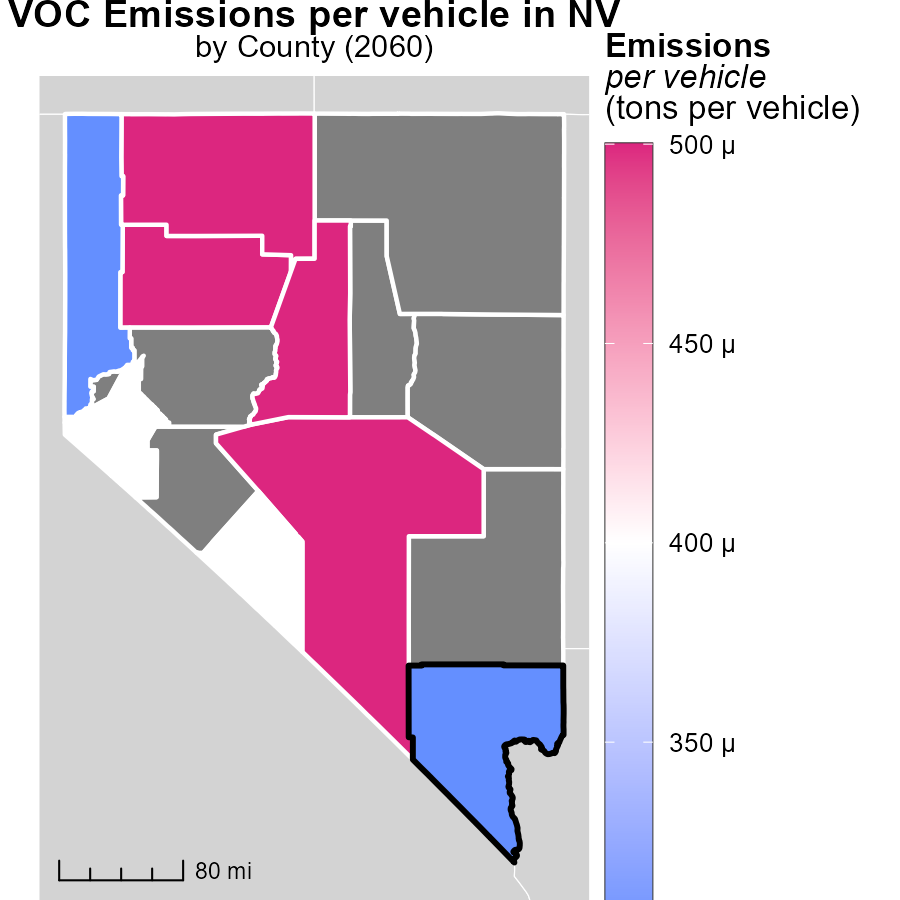 VOC Emissions per vehicle in NV
by County (2060)
Emissions
per vehicle
(tons per vehicle)
500 µ
450 µ
400 µ
350 µ
80 mi